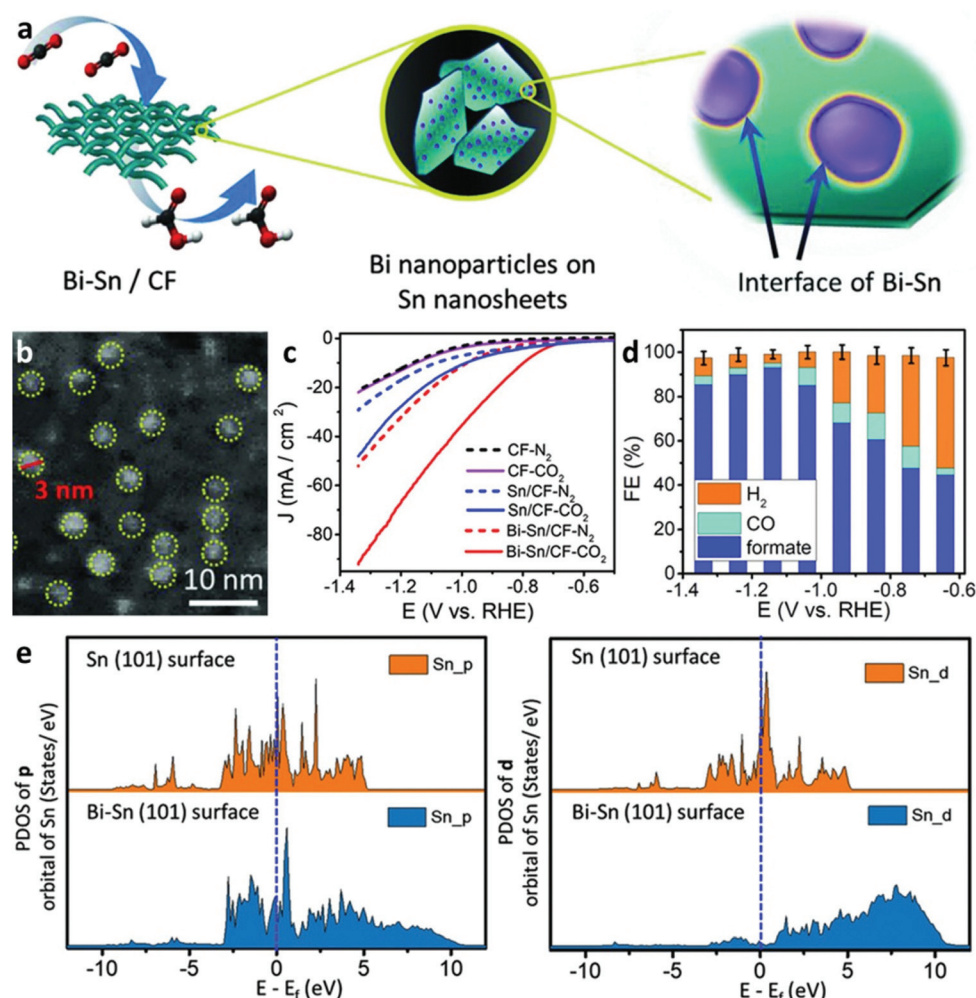 a
Bi-Sn / CF
Bi nanoparticles on
Sn nanosheets
Interface of Bi-Sn
b
3 nm
10 nm
c
J (mA / cm²)
0
-20
-40
-60
-80
CF-N₂
CF-CO₂
Sn/CF-N₂
Sn/CF-CO₂
Bi-Sn/CF-N₂
Bi-Sn/CF-CO₂
-1.4 -1.2 -1.0 -0.8 -0.6
E (V vs. RHE)
d
FE (%)
100
80
60
40
20
0
H₂
CO
formate
-1.4 -1.2 -1.0 -0.8 -0.6
E (V vs. RHE)
e
PDOS of p
orbital of Sn (States/ eV)
Sn (101) surface
Sn_p
Bi-Sn (101) surface
Sn_p
-10 -5 0 5 10
E - Ef (eV)
PDOS of d
orbital of Sn (States/ eV)
Sn (101) surface
Sn_d
Bi-Sn (101) surface
Sn_d
-10 -5 0 5 10
E - Ef (eV)